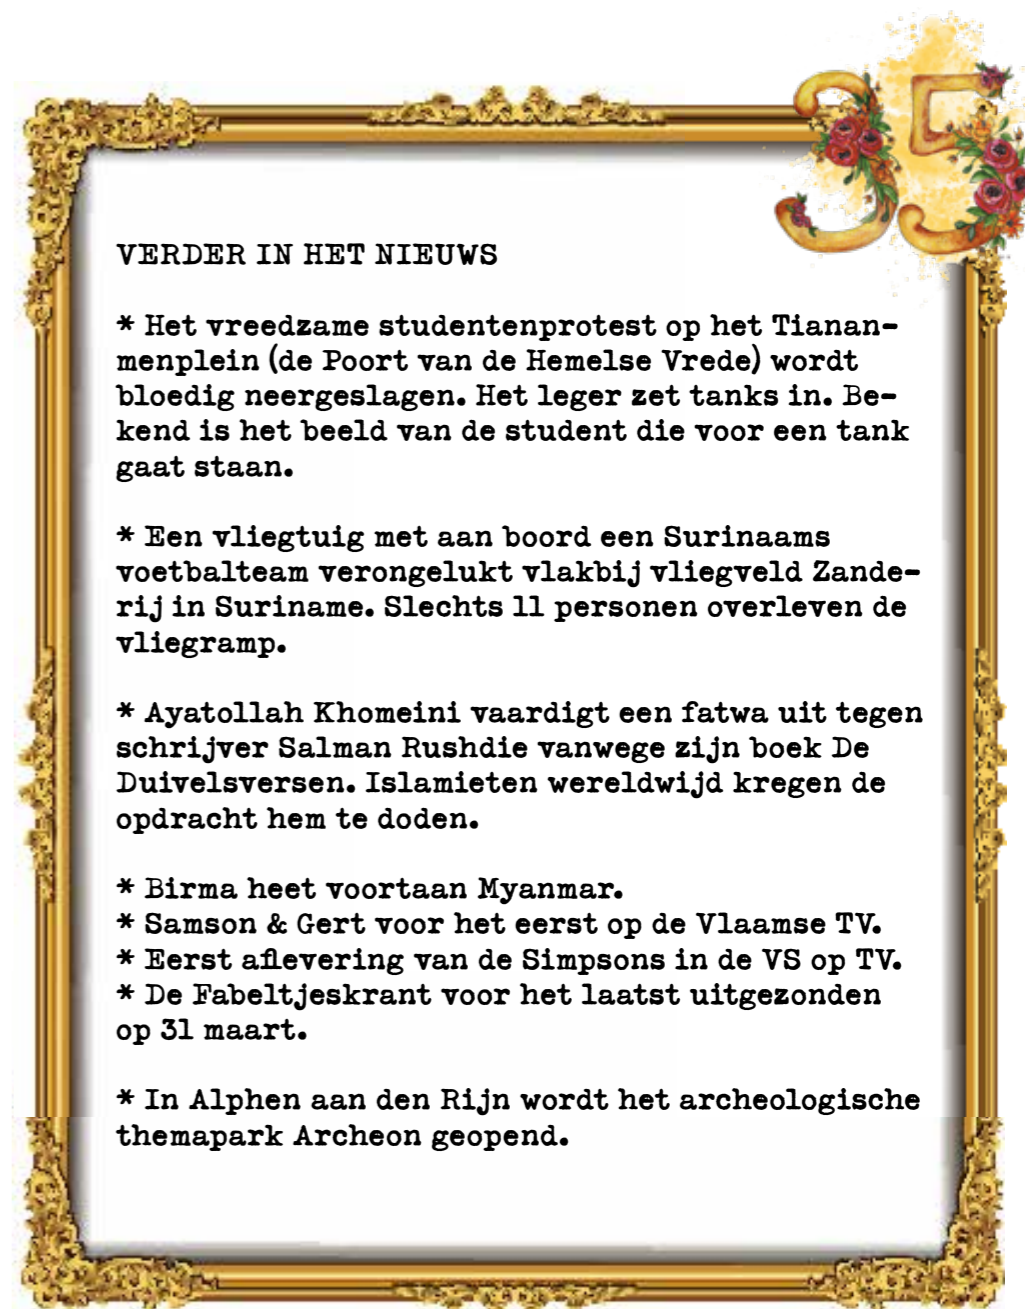 35
VERDER IN HET NIEUWS
* Het vreedzame studentenprotest op het Tianan-
menplein (de Poort van de Hemelse Vrede) wordt
bloedig neergeslagen. Het leger zet tanks in. Be-
kend is het beeld van de student die voor een tank
gaat staan.
* Een vliegtuig met aan boord een Surinaams
voetbalteam verongelukt vlakbij vliegveld Zande-
rij in Suriname. Slechts 11 personen overleven de
vliegramp.
* Ayatollah Khomeini vaardigt een fatwa uit tegen
schrijver Salman Rushdie vanwege zijn boek De
Duivelsversen. Islamieten wereldwijd kregen de
opdracht hem te doden.
* Birma heet voortaan Myanmar.
* Samson & Gert voor het eerst op de Vlaamse TV.
* Eerst aflevering van de Simpsons in de VS op TV.
* De Fabeltjeskrant voor het laatst uitgezonden
op 31 maart.
* In Alphen aan den Rijn wordt het archeologische
themapark Archeon geopend.